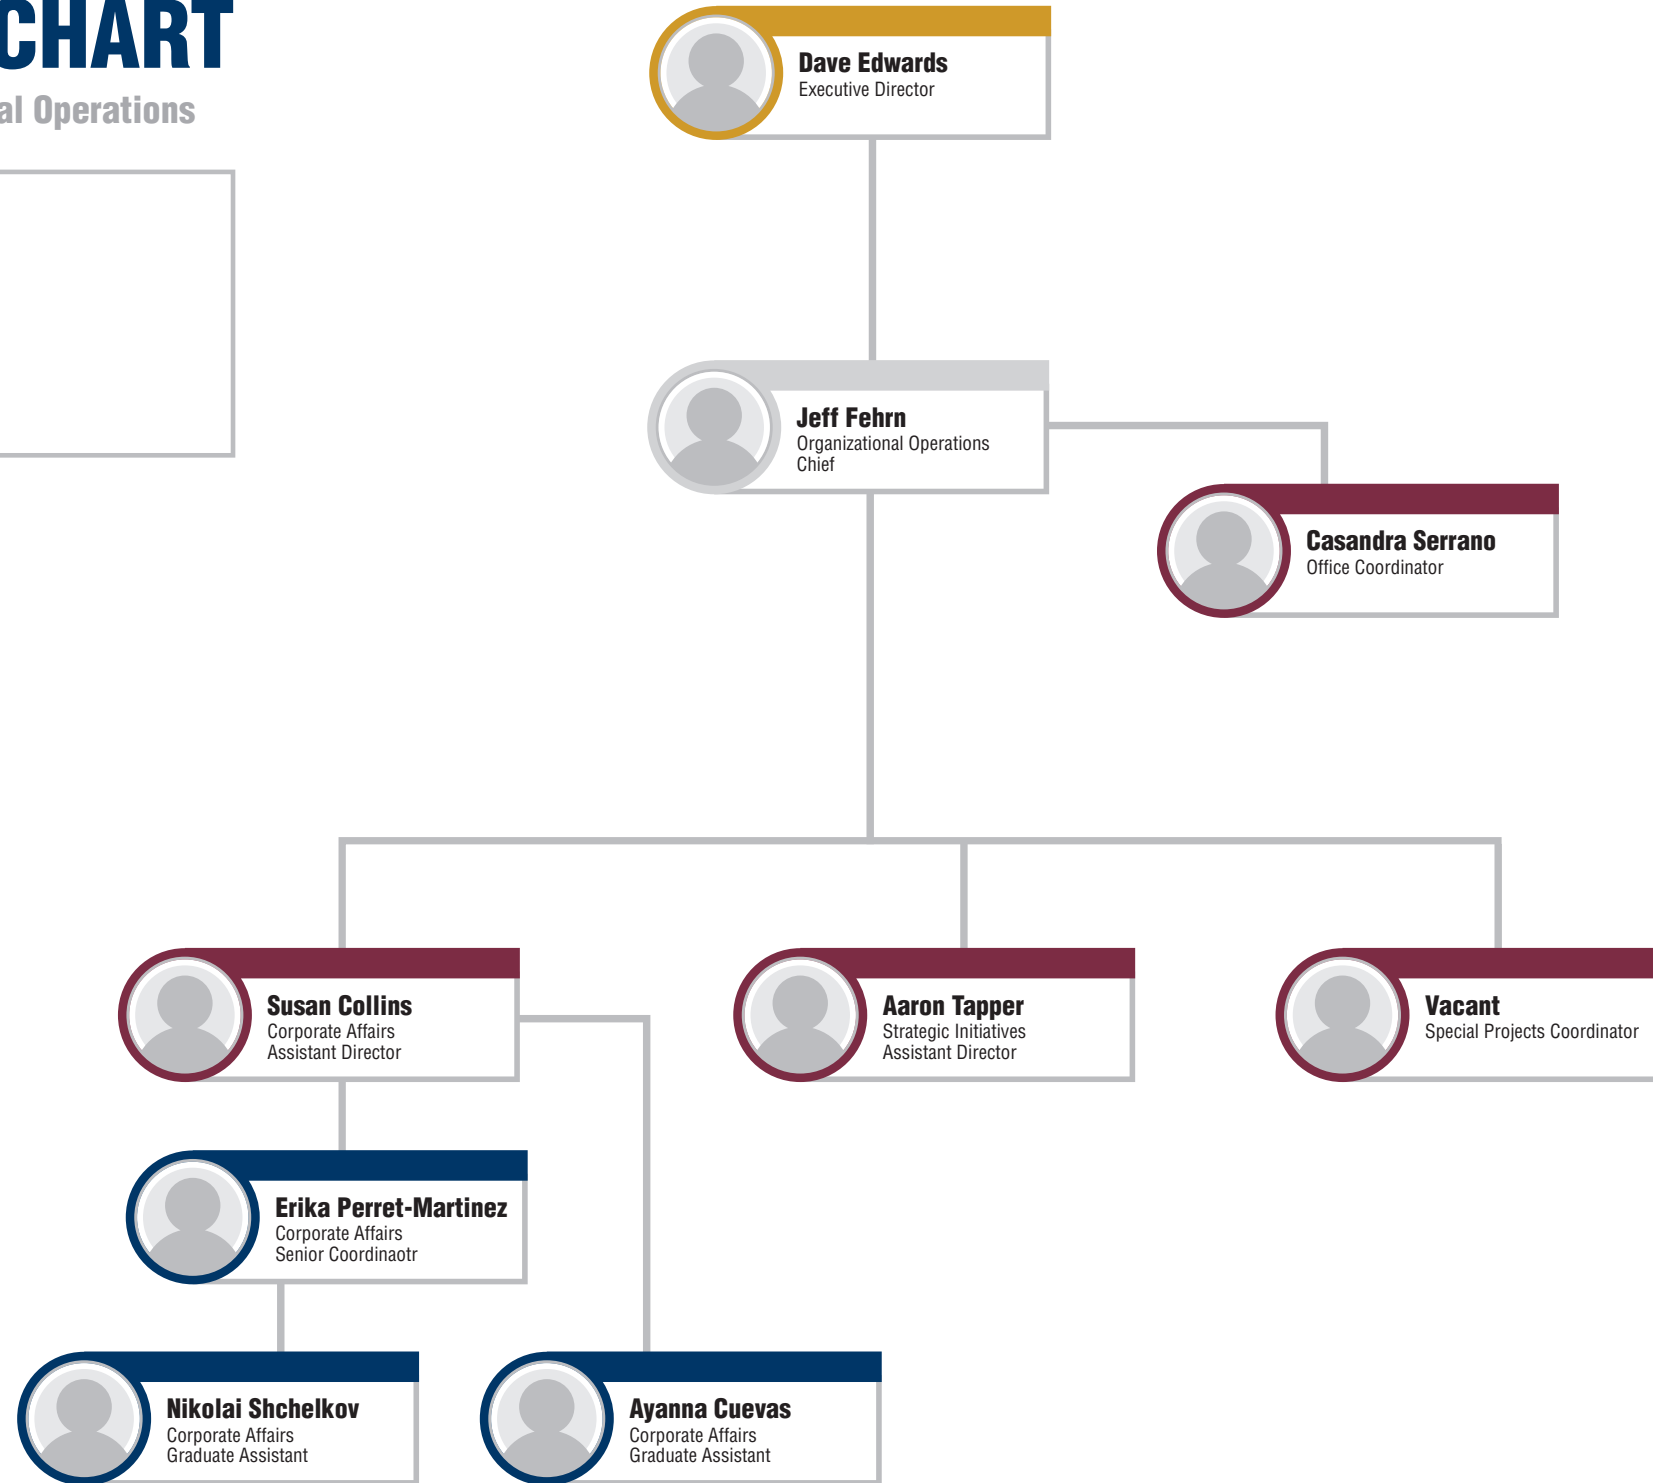 CHART
al Operations
Dave Edwards
Executive Director
Jeff Fehrn
Organizational Operations
Chief
Casandra Serrano
Office Coordinator
Susan Collins
Corporate Affairs
Assistant Director
Aaron Tapper
Strategic Initiatives
Assistant Director
Vacant
Special Projects Coordinator
Erika Perret-Martinez
Corporate Affairs
Senior Coordinaotr
Nikolai Shchelkov
Corporate Affairs
Graduate Assistant
Ayanna Cuevas
Corporate Affairs
Graduate Assistant